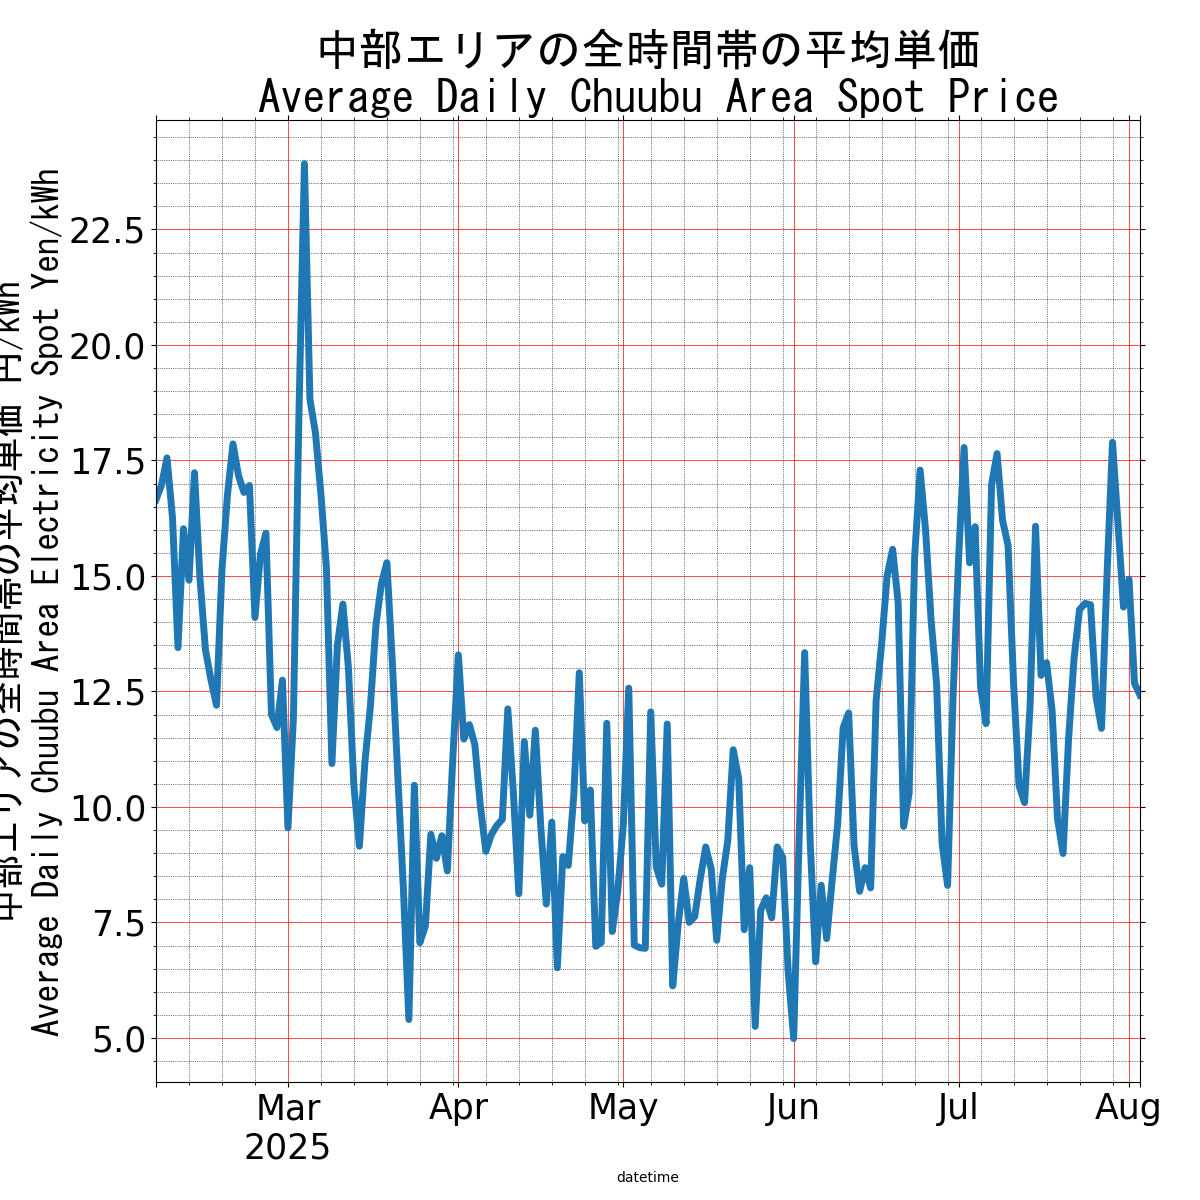 中部エリアの全時間帯の平均単価
Average Daily Chuubu Area Spot Price
中部エリアの全時間帯の平均単価 円/kWh
Average Daily Chuubu Area Electricity Spot Yen/kWh
22.5
20.0
17.5
15.0
12.5
10.0
7.5
5.0
Mar
2025
Apr
May
Jun
Jul
Aug
datetime